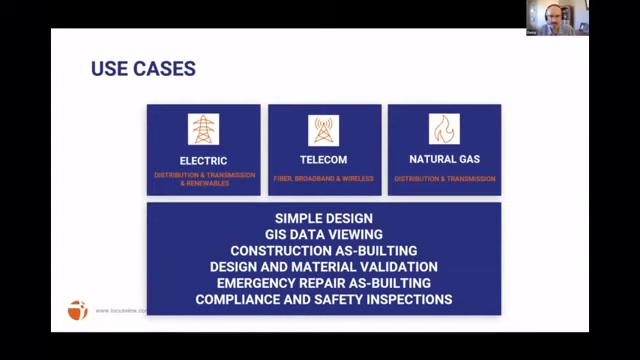 USE CASES
ELECTRIC
DISTRIBUTION & TRANSMISSION
& RENEWABLES
TELECOM
FIBER, BROADBAND & WIRELESS
NATURAL GAS
DISTRIBUTION & TRANSMISSION
SIMPLE DESIGN
GIS DATA VIEWING
CONSTRUCTION AS-BUILTING
DESIGN AND MATERIAL VALIDATION
EMERGENCY REPAIR AS-BUILTING
COMPLIANCE AND SAFETY INSPECTIONS